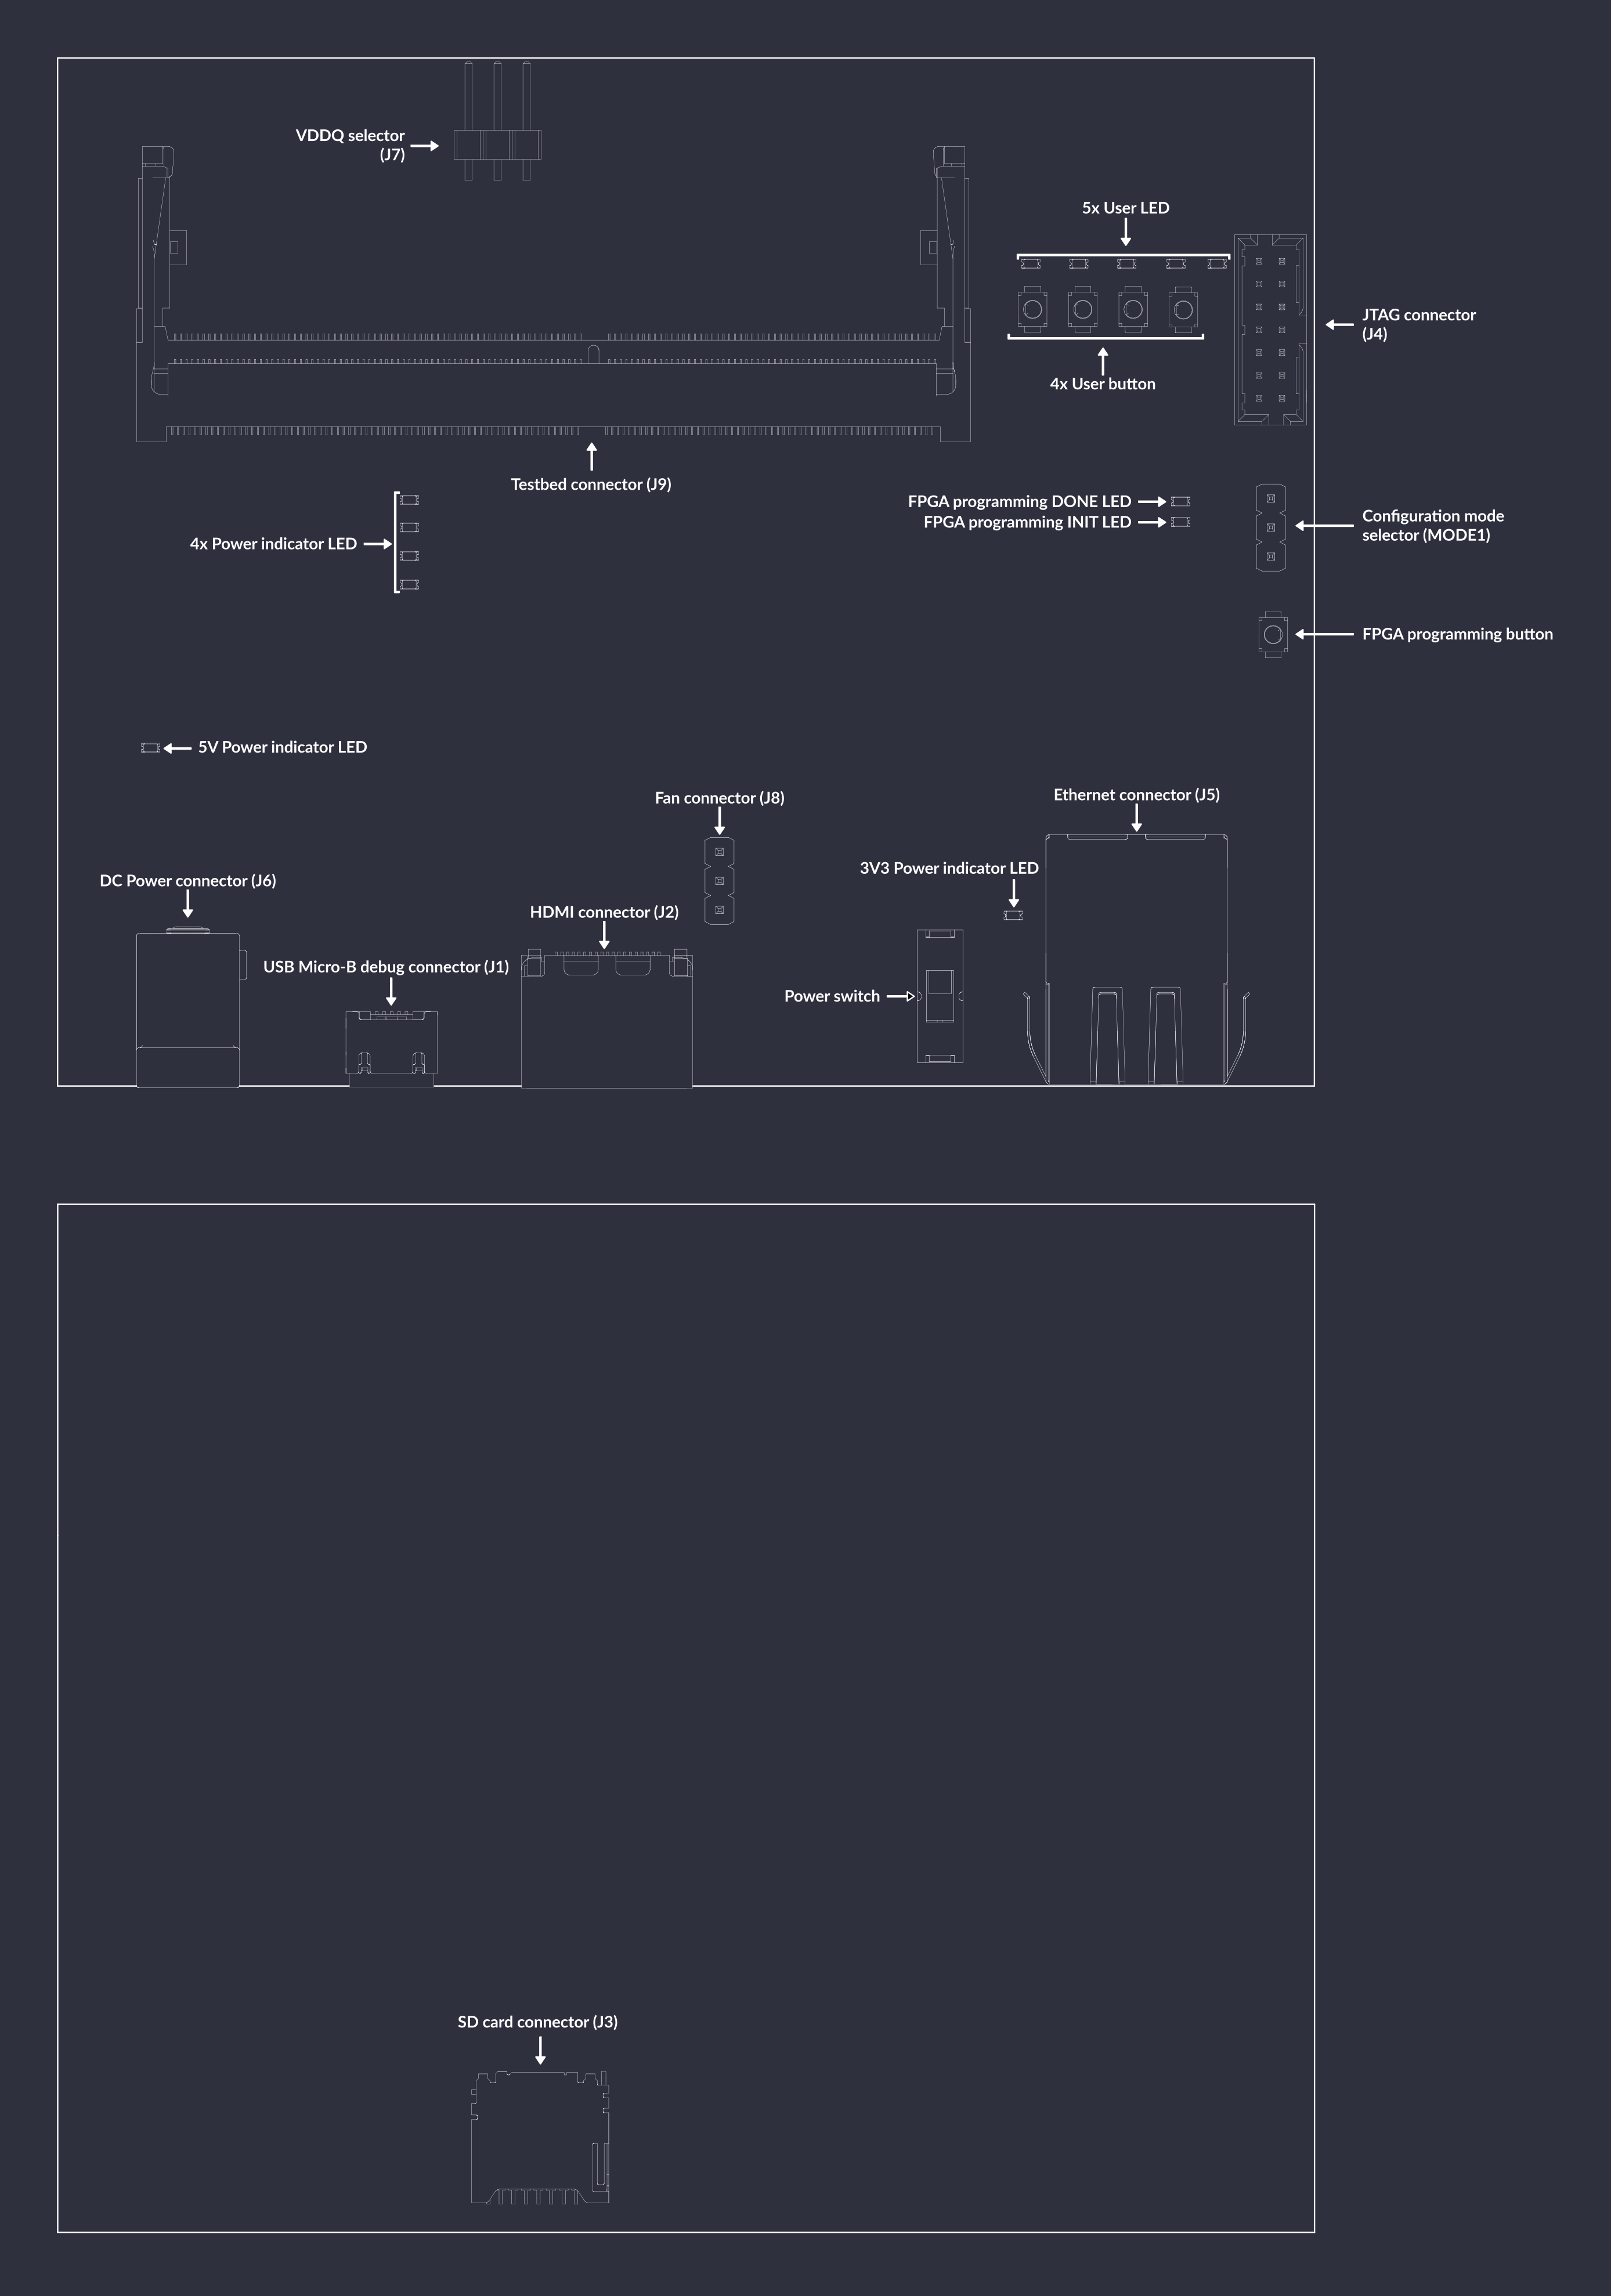 VDDQ selector
(J7)
5x User LED
JTAG connector
(J4)
4x User button
Testbed connector (J9)
FPGA programming DONE LED
FPGA programming INIT LED
Configuration mode
selector (MODE1)
4x Power indicator LED
FPGA programming button
5V Power indicator LED
Fan connector (J8)
Ethernet connector (J5)
3V3 Power indicator LED
DC Power connector (J6)
HDMI connector (J2)
USB Micro-B debug connector (J1)
Power switch
SD card connector (J3)